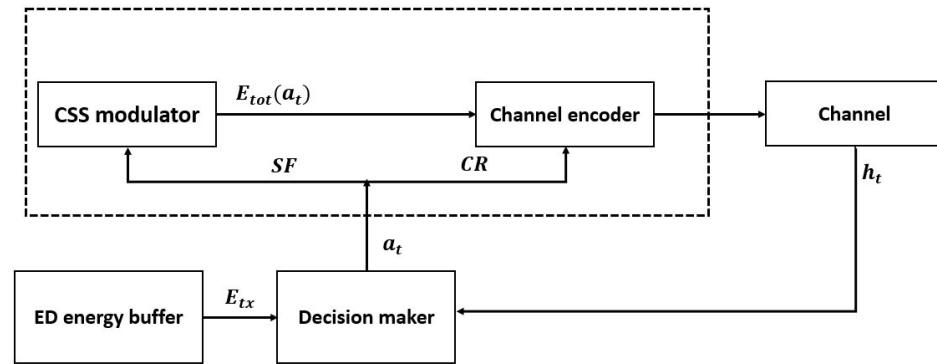 E_tot(a_t)
CSS modulator
Channel encoder
Channel
SF
CR
h_t
a_t
E_tx
ED energy buffer
Decision maker